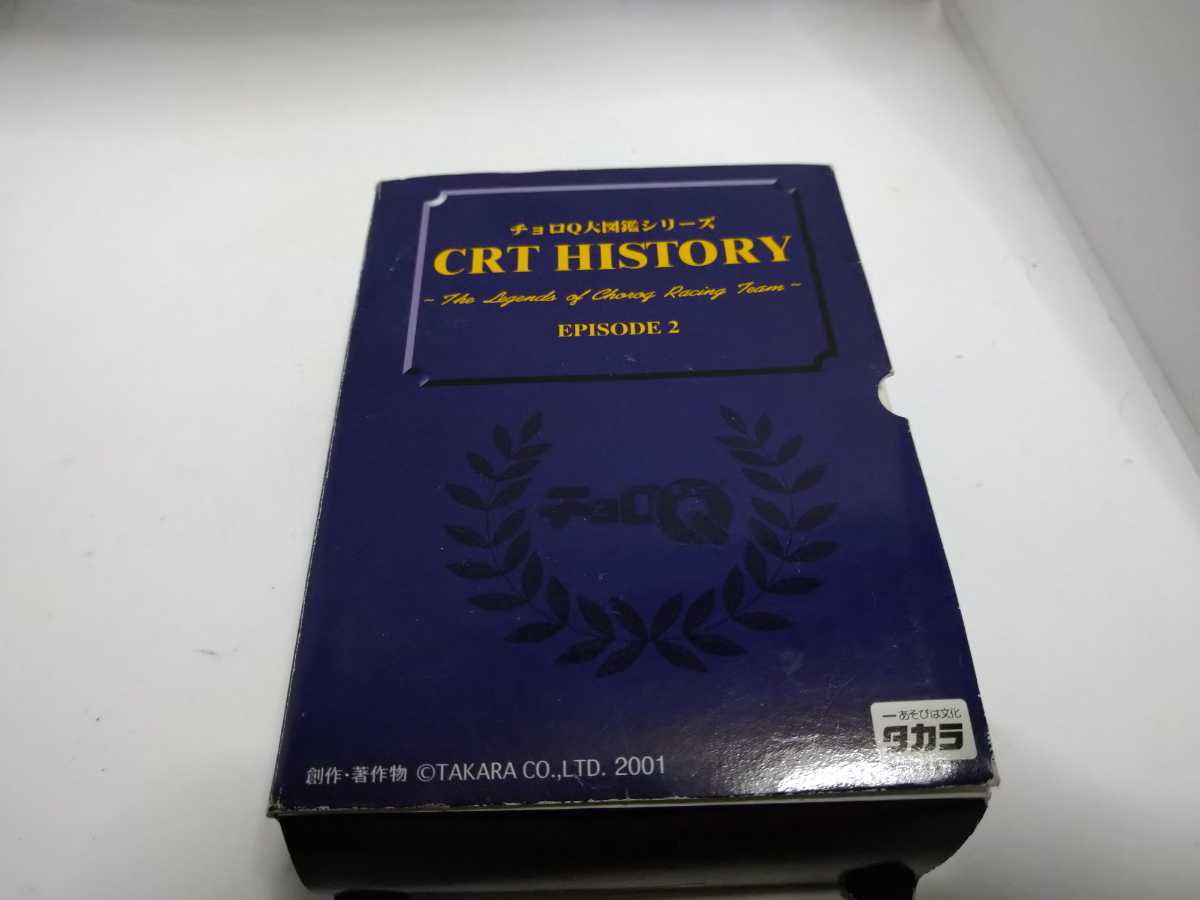 チョロQ大図鑑シリーズ
CRT HISTORY
~ The Legends of Choroq Racing Team ~
EPISODE 2
チョロQ
ーあそびは文化
タカラ
創作・著作物 ©TAKARA CO.,LTD. 2001